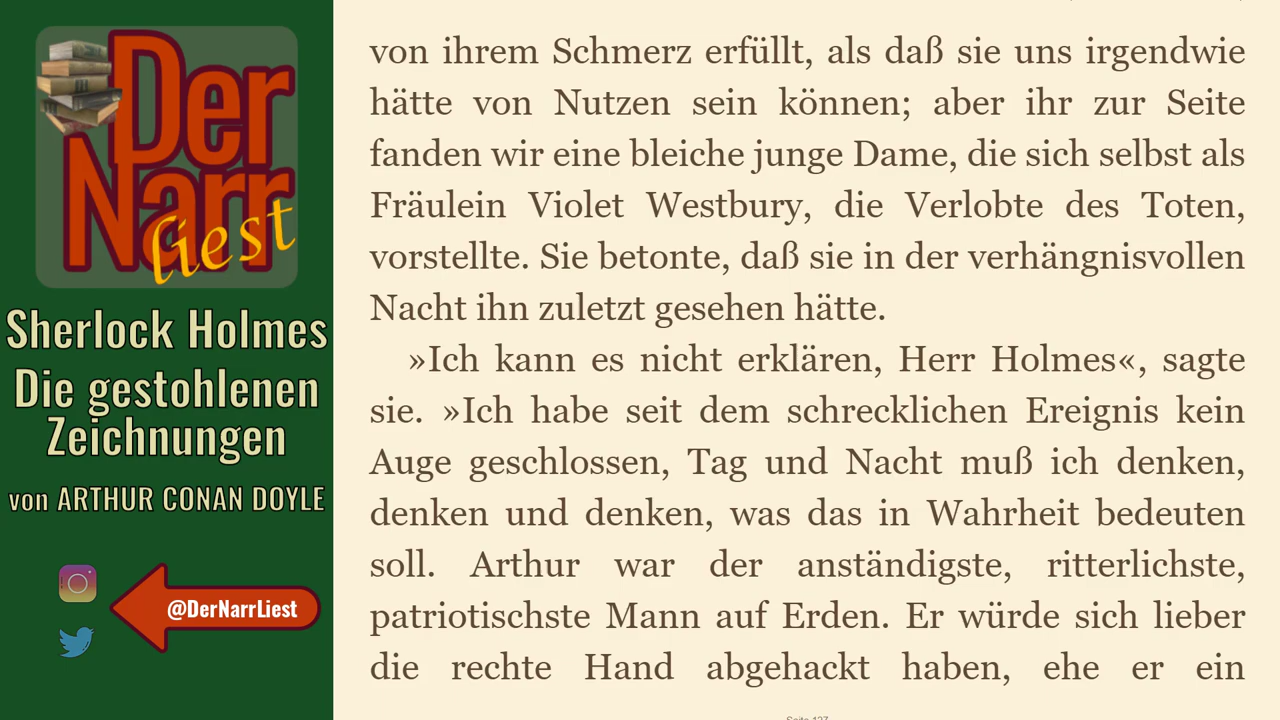 Der
Narr
liest
Sherlock Holmes
Die gestohlenen
Zeichnungen
von ARTHUR CONAN DOYLE
@DerNarrLiest
von ihrem Schmerz erfüllt, als daß sie uns irgendwie
hätte von Nutzen sein können; aber ihr zur Seite
fanden wir eine bleiche junge Dame, die sich selbst als
Fräulein Violet Westbury, die Verlobte des Toten,
vorstellte. Sie betonte, daß sie in der verhängnisvollen
Nacht ihn zuletzt gesehen hätte.
»Ich kann es nicht erklären, Herr Holmes«, sagte
sie. »Ich habe seit dem schrecklichen Ereignis kein
Auge geschlossen, Tag und Nacht muß ich denken,
denken und denken, was das in Wahrheit bedeuten
soll. Arthur war der anständigste, ritterlichste,
patriotischste Mann auf Erden. Er würde sich lieber
die rechte Hand abgehackt haben, ehe er ein